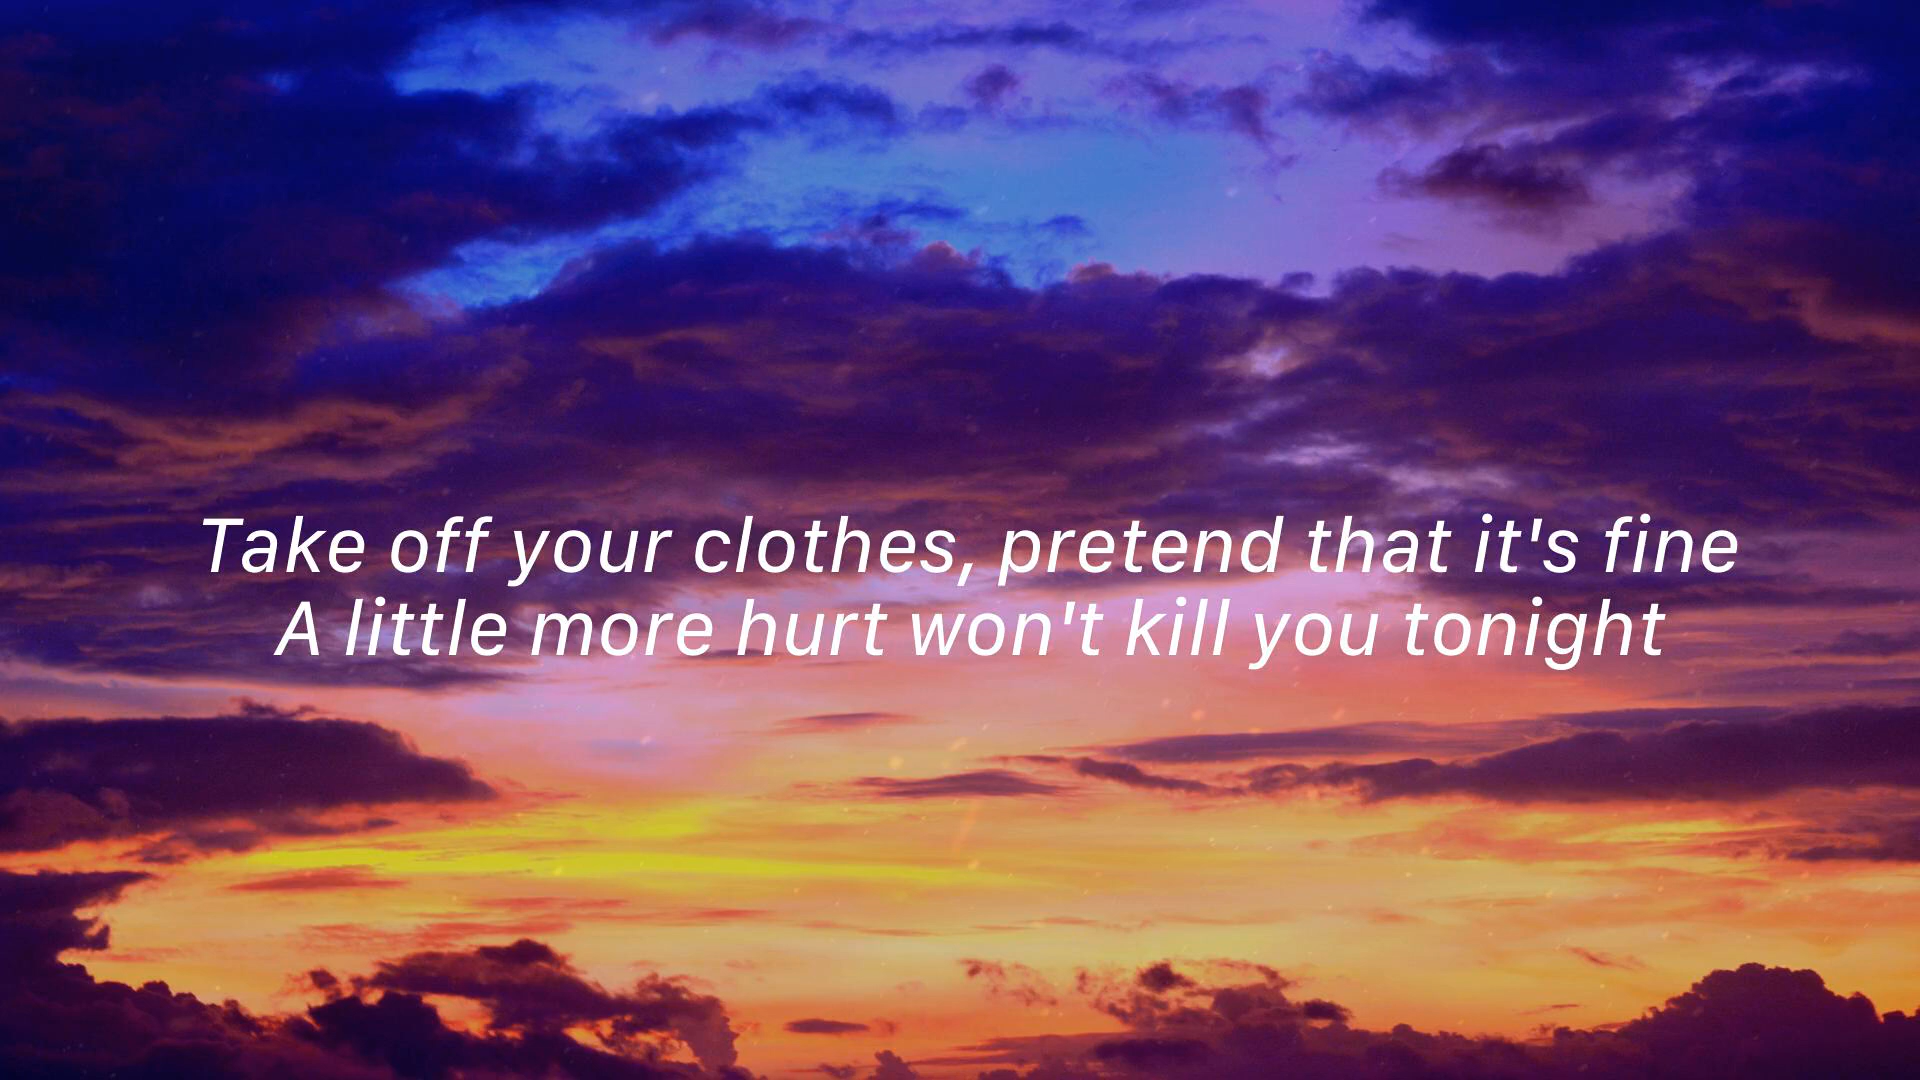 Take off your clothes, pretend that it's fine
A little more hurt won't kill you tonight